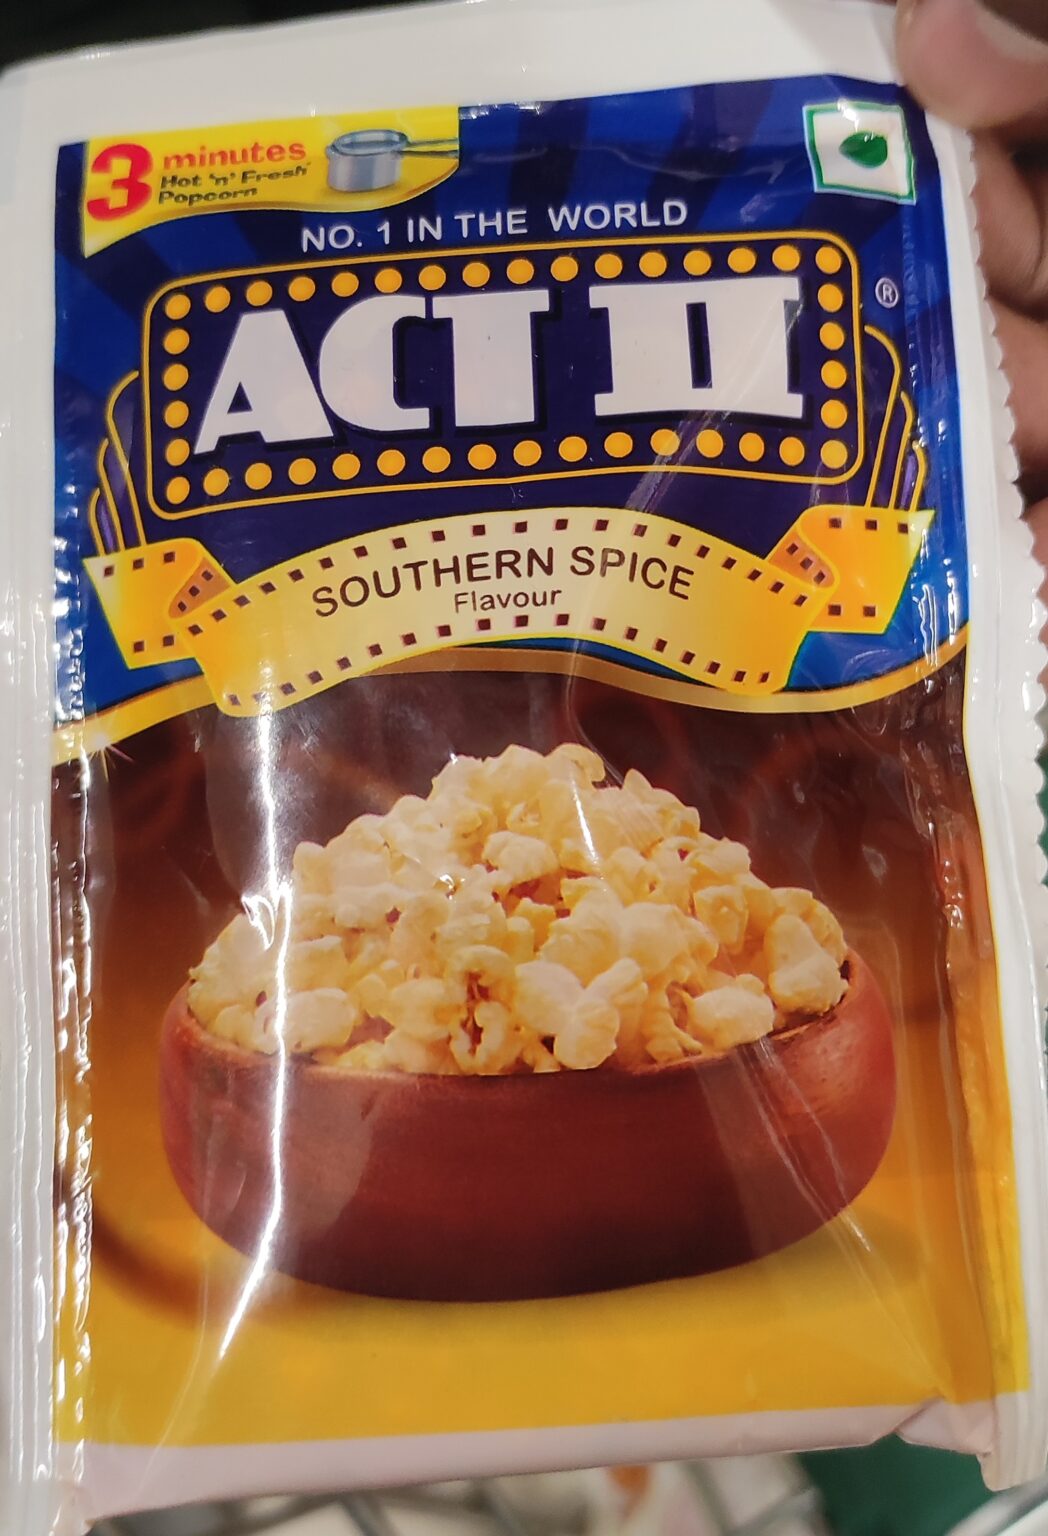 3 minutes
Hot 'n' Fresh
Popcorn
NO. 1 IN THE WORLD
ACT II ®
SOUTHERN SPICE
Flavour